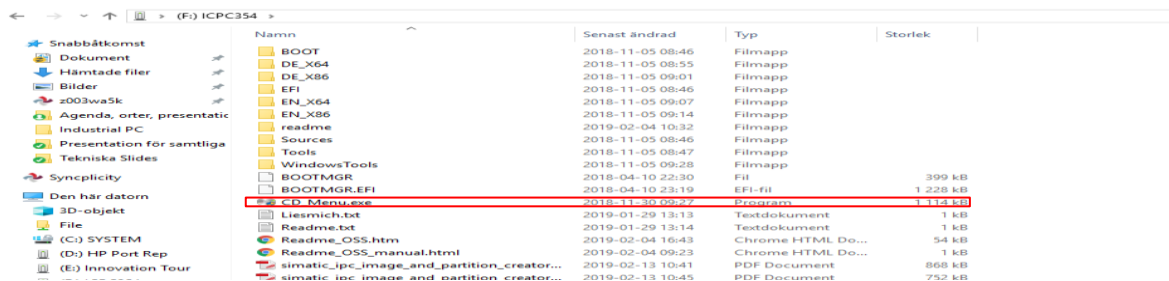 (F:) ICPC354
Namn Senast ändrad Typ Storlek
Snabbåtkomst
Dokument
Hämtade filer
Bilder
z003wa5k
Agenda, orter, presentatic
Industrial PC
Presentation för samtliga
Tekniska Slides
Syncplicity
Den här datorn
3D-objekt
File
(C:) SYSTEM
(D:) HP Port Rep
(E:) Innovation Tour
BOOT 2018-11-05 08:46 Filmapp
DE_X64 2018-11-05 08:55 Filmapp
DE_X86 2018-11-05 09:01 Filmapp
EFI 2018-11-05 08:46 Filmapp
EN_X64 2018-11-05 09:07 Filmapp
EN_X86 2018-11-05 09:14 Filmapp
readme 2019-02-04 10:32 Filmapp
Sources 2018-11-05 08:46 Filmapp
Tools 2018-11-05 08:47 Filmapp
WindowsTools 2018-11-05 09:28 Filmapp
BOOTMGR 2018-04-10 22:30 Fil 399 kB
BOOTMGR.EFI 2018-04-10 23:19 EFI-fil 1 228 kB
CD_Menu.exe 2018-11-30 09:27 Program 1 114 kB
Liesmich.txt 2019-01-29 13:13 Textdokument 1 kB
Readme.txt 2019-01-29 13:14 Textdokument 1 kB
Readme_OSS.htm 2019-02-04 16:43 Chrome HTML Do... 54 kB
Readme_OSS_manual.html 2019-02-04 09:23 Chrome HTML Do... 1 kB
simatic_ipc_image_and_partition_creator... 2019-02-13 10:41 PDF Document 868 kB
simatic_ipc_image_and_partition_creator... 2019-02-13 10:45 PDF Document 752 kB